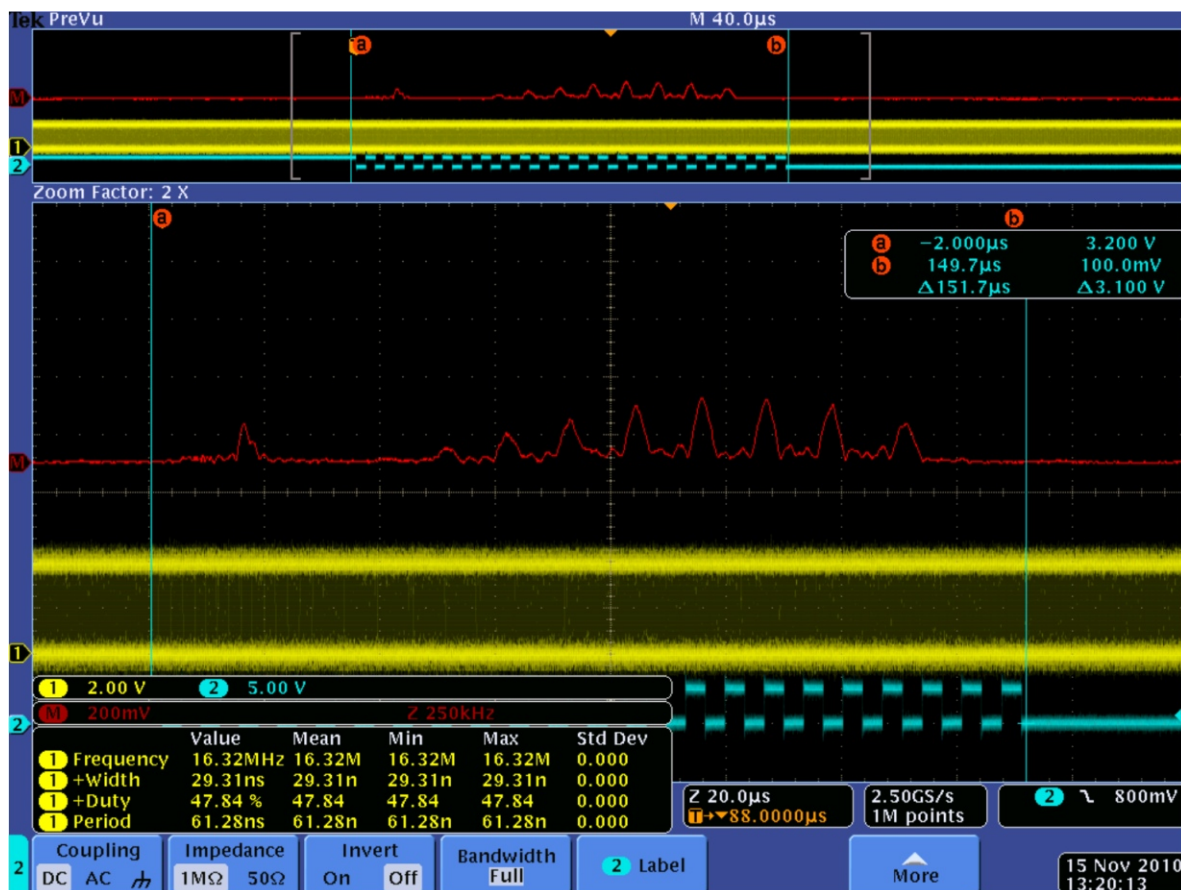 Tek PreVu M 40.0µs
a b
M
1
2
Zoom Factor: 2 X
a b
a −2.000µs 3.200 V
b 149.7µs 100.0mV
Δ151.7µs Δ3.100 V
M
1
1 2.00 V 2 5.00 V
M 200mV Z 250kHz
2
Value Mean Min Max Std Dev
1 Frequency 16.32MHz 16.32M 16.32M 16.32M 0.000
1 +Width 29.31ns 29.31n 29.31n 29.31n 0.000
1 +Duty 47.84 % 47.84 47.84 47.84 0.000
1 Period 61.28ns 61.28n 61.28n 61.28n 0.000
Z 20.0µs
T→▼88.0000µs
2.50GS/s
1M points
2 800mV
2
Coupling
DC AC
Impedance
1MΩ 50Ω
Invert
On Off
Bandwidth
Full
2 Label
More
15 Nov 2010
13:20:13